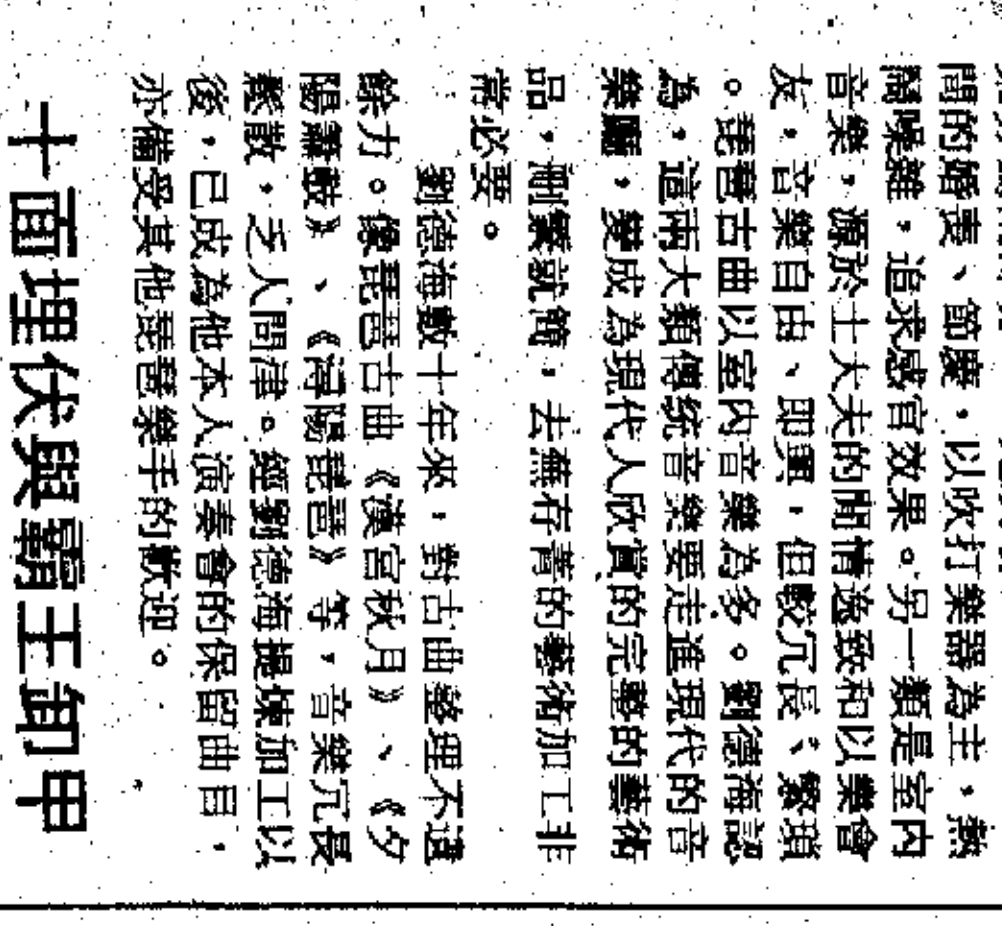 間的婚喪、節慶，以吹打樂器為主，熱
鬧噪雜，追求感官效果。另一類是室內
音樂，源於士大夫的閒情逸致和以樂會
友，音樂自由、即興，但較冗長、繁瑣
。琵琶古曲以室內音樂為多。劉德海認
為，這兩大類傳統音樂要走進現代的音
樂廳，變成為現代人欣賞的完整的藝術
品，刪繁就簡，去蕪存菁的藝術加工非
常必要。
劉德海數十年來，對古曲整理不遺
餘力。像琵琶古曲《漢宮秋月》、《夕
陽簫鼓》、《潯陽琵琶》等，音樂冗長
鬆散，乏人問津。經劉德海提煉加工以
後，已成為他本人演奏會的保留曲目，
亦備受其他琵琶樂手的歡迎。
十面埋伏與霸王卸甲